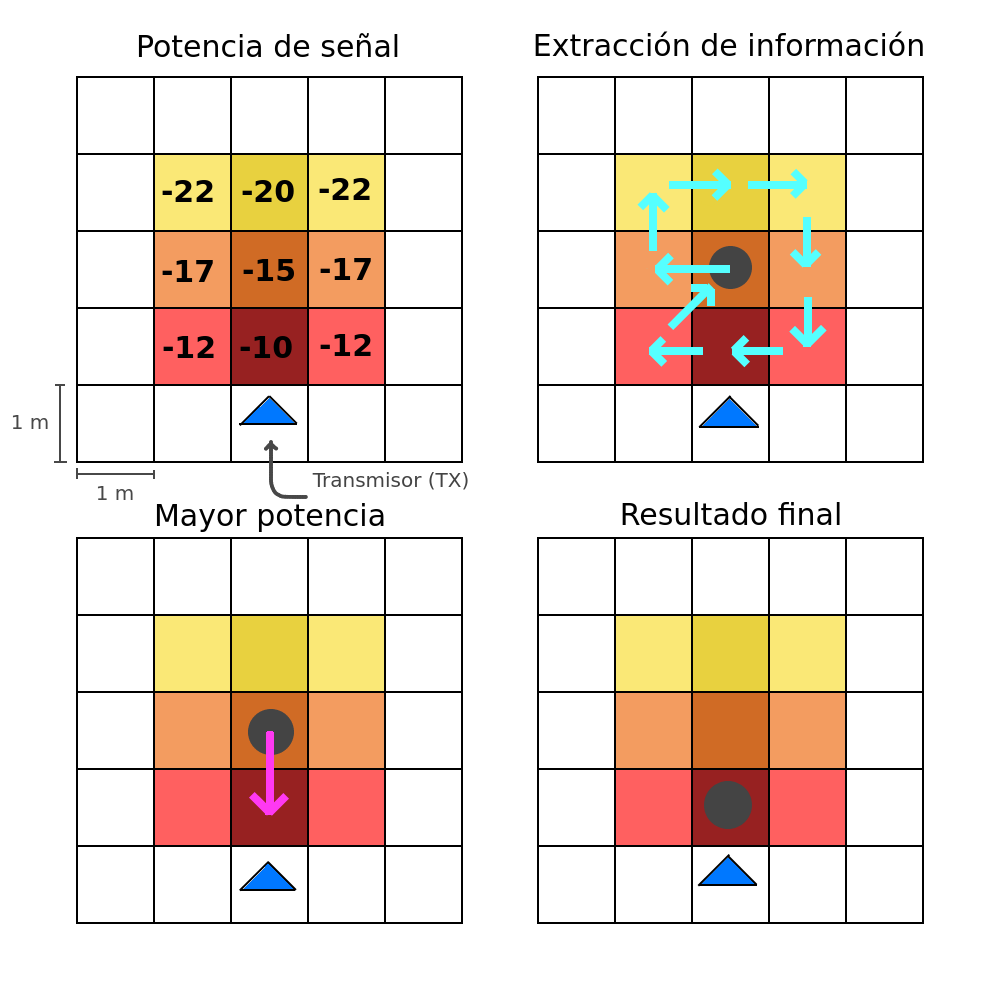 Potencia de señal
Extracción de información
-22 -20 -22
-17 -15 -17
-12 -10 -12
1 m
1 m
Transmisor (TX)
Mayor potencia
Resultado final